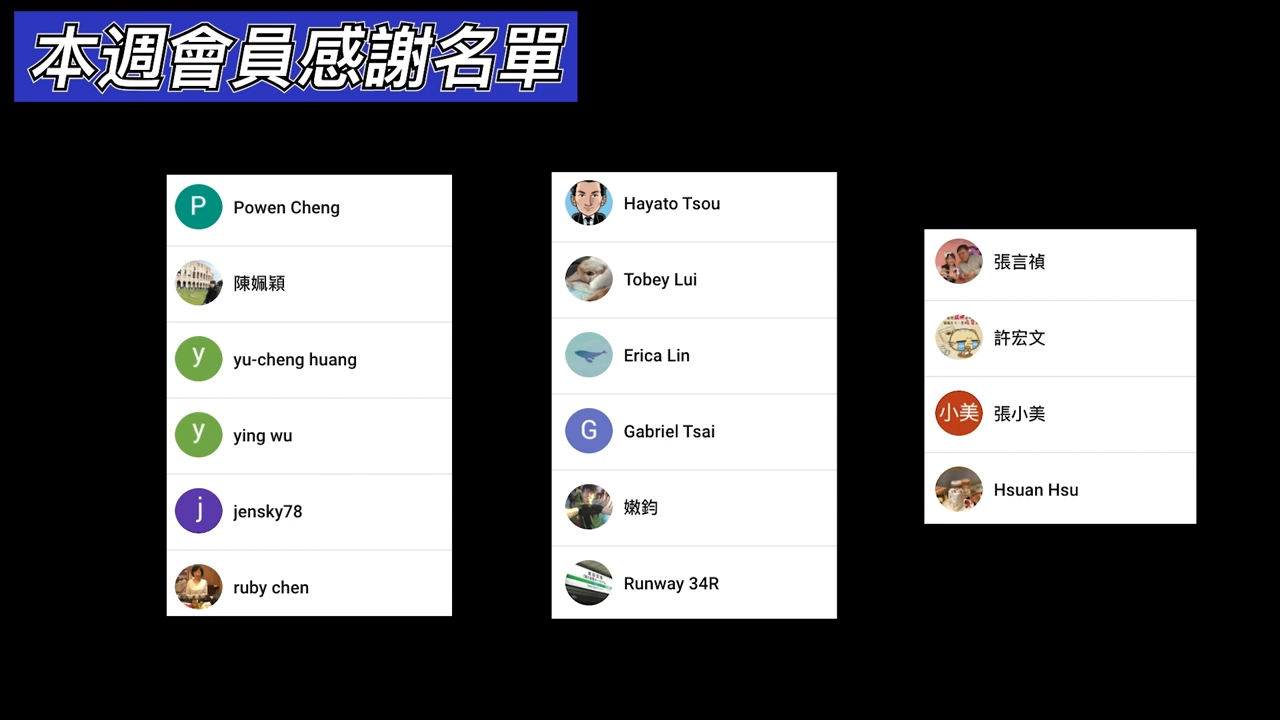 本週會員感謝名單
P Powen Cheng
陳姵穎
y yu-cheng huang
y ying wu
j jensky78
ruby chen
Hayato Tsou
Tobey Lui
Erica Lin
G Gabriel Tsai
嫩鈞
Runway 34R
張言禎
許宏文
小美 張小美
Hsuan Hsu